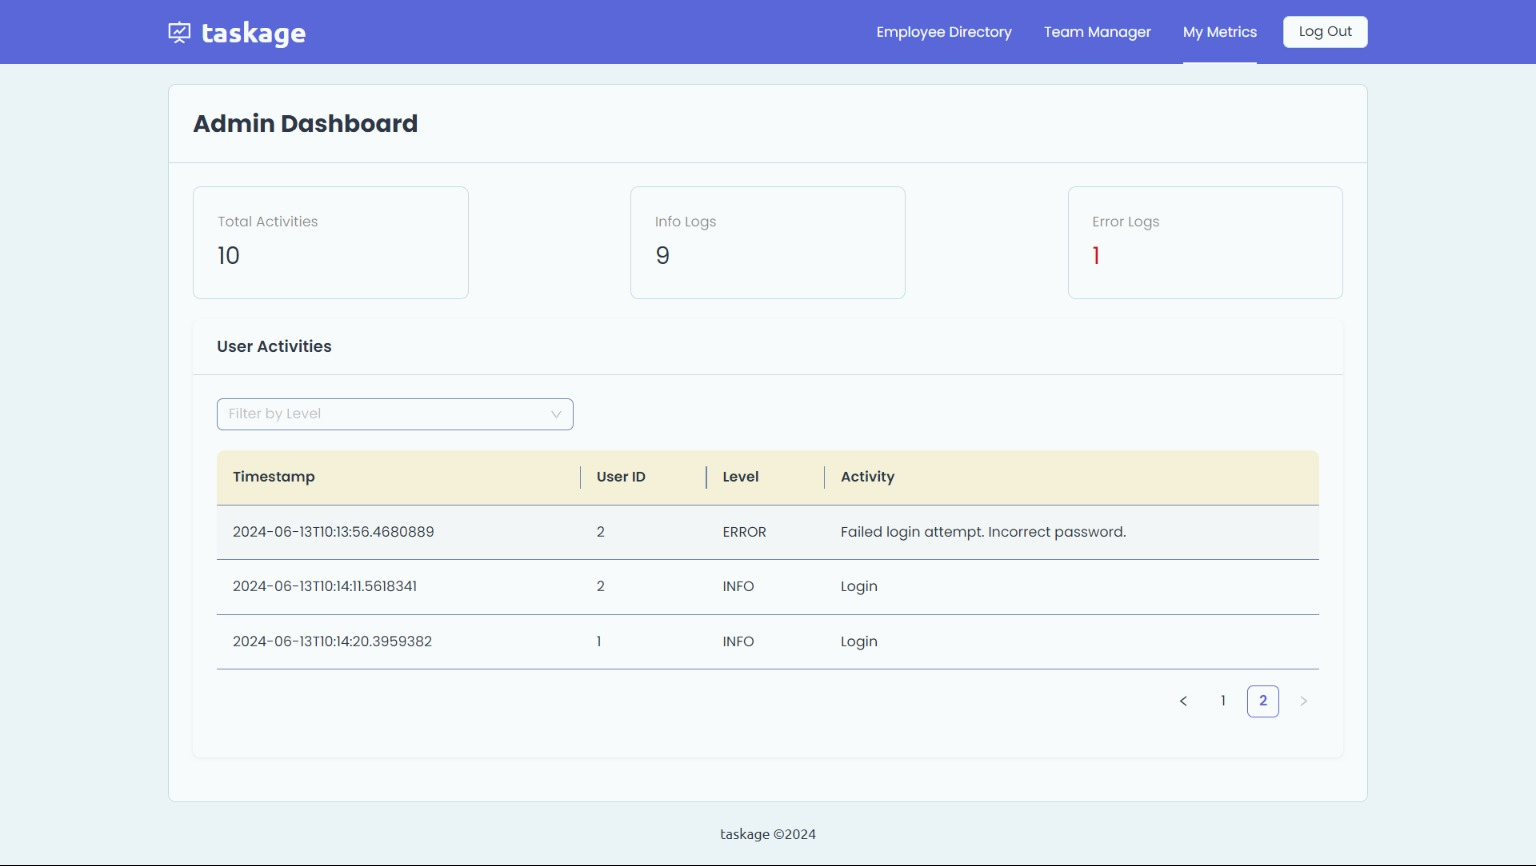 taskage
Employee Directory
Team Manager
My Metrics
Log Out
Admin Dashboard
Total Activities
10
Info Logs
9
Error Logs
1
User Activities
Filter by Level
Timestamp User ID Level Activity
2024-06-13T10:13:56.4680889 2 ERROR Failed login attempt. Incorrect password.
2024-06-13T10:14:11.5618341 2 INFO Login
2024-06-13T10:14:20.3959382 1 INFO Login
< 1 2 >
taskage ©2024